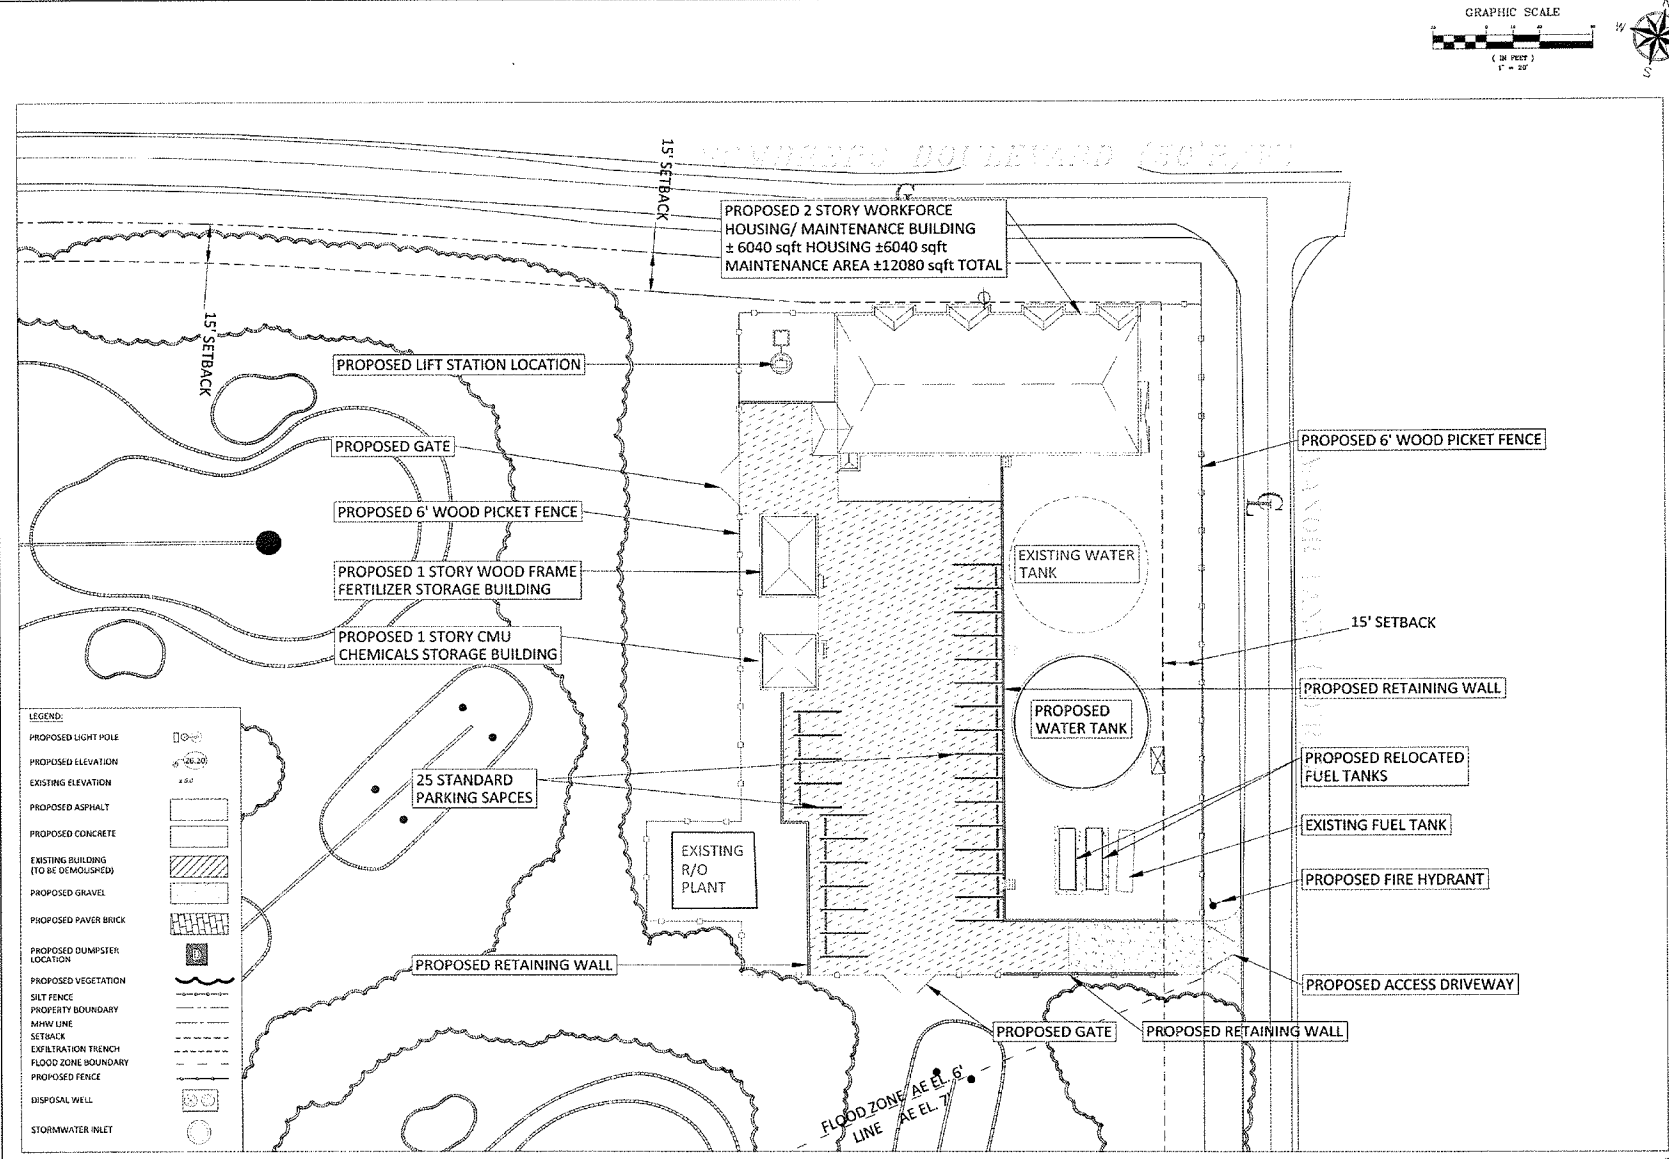 GRAPHIC SCALE
( IN FEET )
1" = 20'
W
S
15' SETBACK
BOULEVARD (50' R/W)
PROPOSED 2 STORY WORKFORCE
HOUSING/ MAINTENANCE BUILDING
± 6040 sqft HOUSING ±6040 sqft
MAINTENANCE AREA ±12080 sqft TOTAL
15' SETBACK
PROPOSED LIFT STATION LOCATION
PROPOSED GATE
PROPOSED 6' WOOD PICKET FENCE
PROPOSED 6' WOOD PICKET FENCE
PROPOSED 1 STORY WOOD FRAME
FERTILIZER STORAGE BUILDING
EXISTING WATER
TANK
PROPOSED 1 STORY CMU
CHEMICALS STORAGE BUILDING
15' SETBACK
PROPOSED RETAINING WALL
PROPOSED
WATER TANK
25 STANDARD
PARKING SAPCES
PROPOSED RELOCATED
FUEL TANKS
EXISTING FUEL TANK
EXISTING
R/O
PLANT
PROPOSED FIRE HYDRANT
PROPOSED RETAINING WALL
PROPOSED ACCESS DRIVEWAY
PROPOSED GATE
PROPOSED RETAINING WALL
FLOOD ZONE AE EL. 6'
LINE AE EL. 7'
LEGEND:
PROPOSED LIGHT POLE
PROPOSED ELEVATION
EXISTING ELEVATION
PROPOSED ASPHALT
PROPOSED CONCRETE
EXISTING BUILDING
(TO BE DEMOLISHED)
PROPOSED GRAVEL
PROPOSED PAVER BRICK
PROPOSED DUMPSTER
LOCATION
D
PROPOSED VEGETATION
SILT FENCE
PROPERTY BOUNDARY
MHW LINE
SETBACK
EXFILTRATION TRENCH
FLOOD ZONE BOUNDARY
PROPOSED FENCE
DISPOSAL WELL
STORMWATER INLET